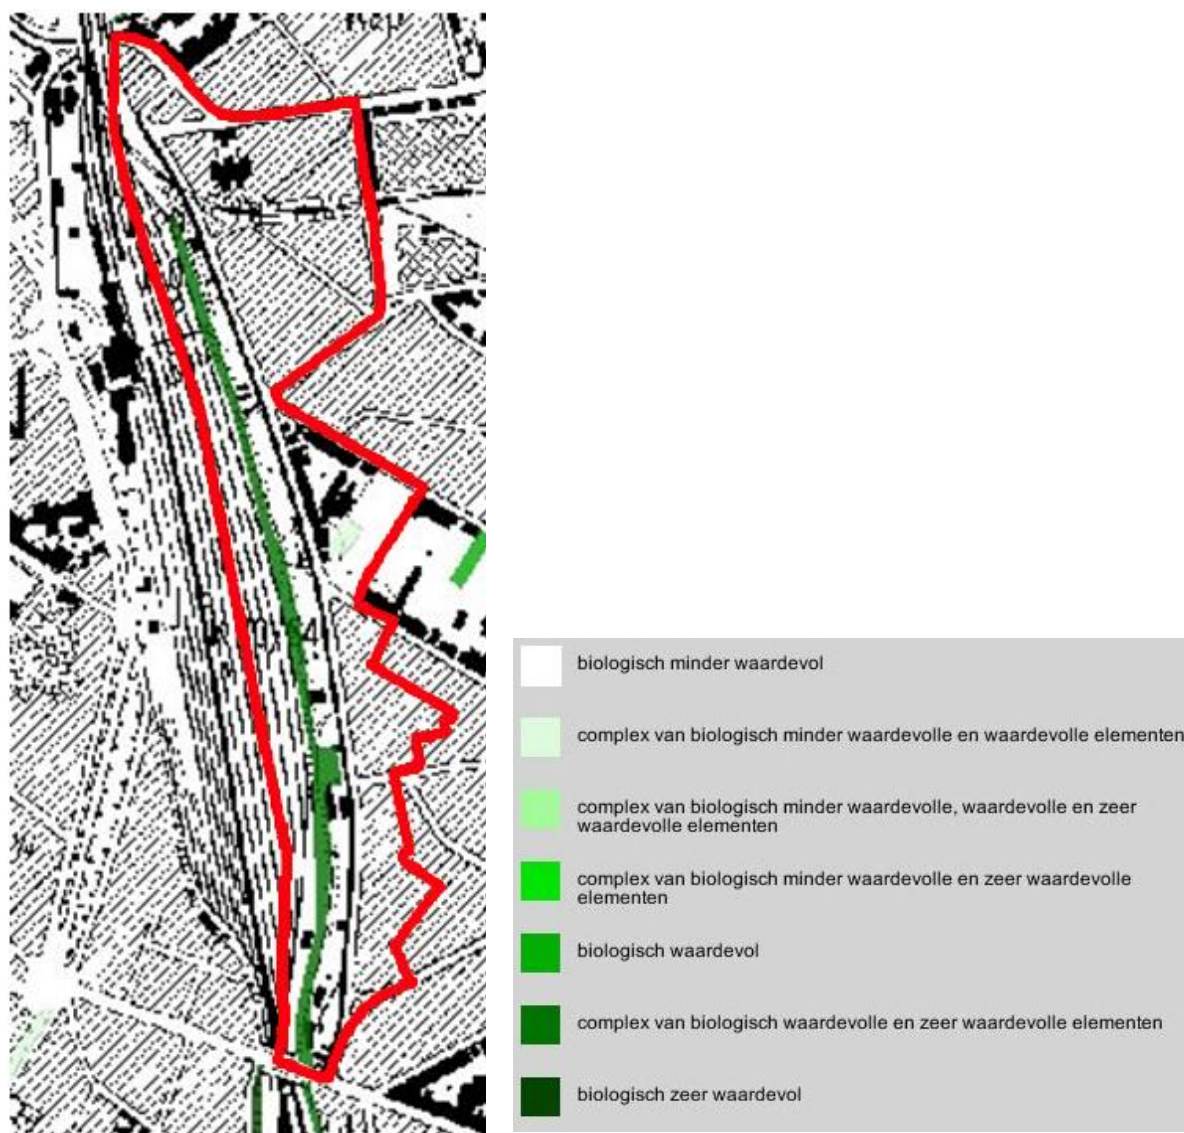 biologisch minder waardevol
complex van biologisch minder waardevolle en waardevolle elementen
complex van biologisch minder waardevolle, waardevolle en zeer
waardevolle elementen
complex van biologisch minder waardevolle en zeer waardevolle
elementen
biologisch waardevol
complex van biologisch waardevolle en zeer waardevolle elementen
biologisch zeer waardevol